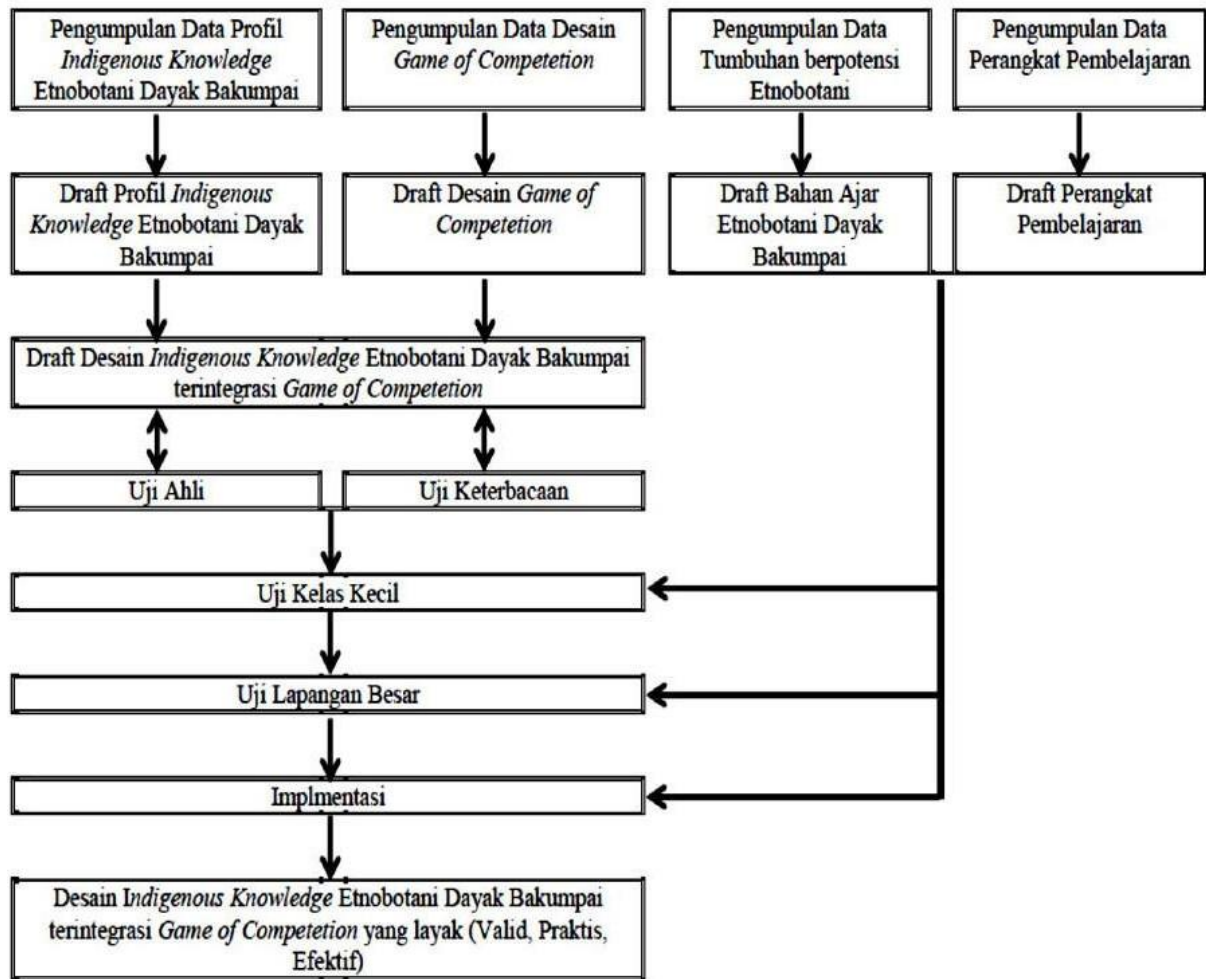 Pengumpulan Data Profil
Indigenous Knowledge
Etnobotani Dayak Bakumpai
Pengumpulan Data Desain
Game of Competetion
Pengumpulan Data
Tumbuhan berpotensi
Etnobotani
Pengumpulan Data
Perangkat Pembelajaran
Draft Profil Indigenous
Knowledge Etnobotani Dayak
Bakumpai
Draft Desain Game of
Competetion
Draft Bahan Ajar
Etnobotani Dayak
Bakumpai
Draft Perangkat
Pembelajaran
Draft Desain Indigenous Knowledge Etnobotani Dayak Bakumpai
terintegrasi Game of Competetion
Uji Ahli
Uji Keterbacaan
Uji Kelas Kecil
Uji Lapangan Besar
Implmentasi
Desain Indigenous Knowledge Etnobotani Dayak Bakumpai
terintegrasi Game of Competetion yang layak (Valid, Praktis,
Efektif)